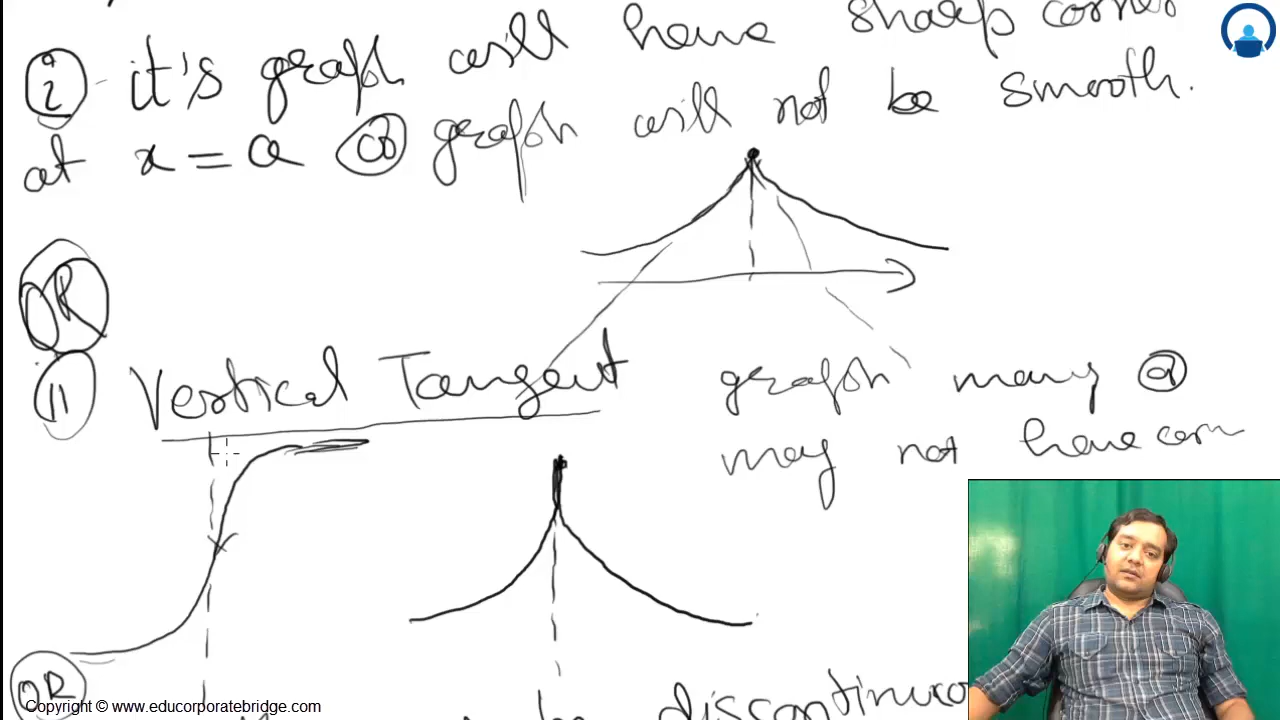 (i) it's graph will have sharp corner
at x = a OR graph will not be smooth.
OR
(ii) Vertical Tangent
graph may or
may not have corn
OR
be discontinuo
Copyright © www.educorporatebridge.com